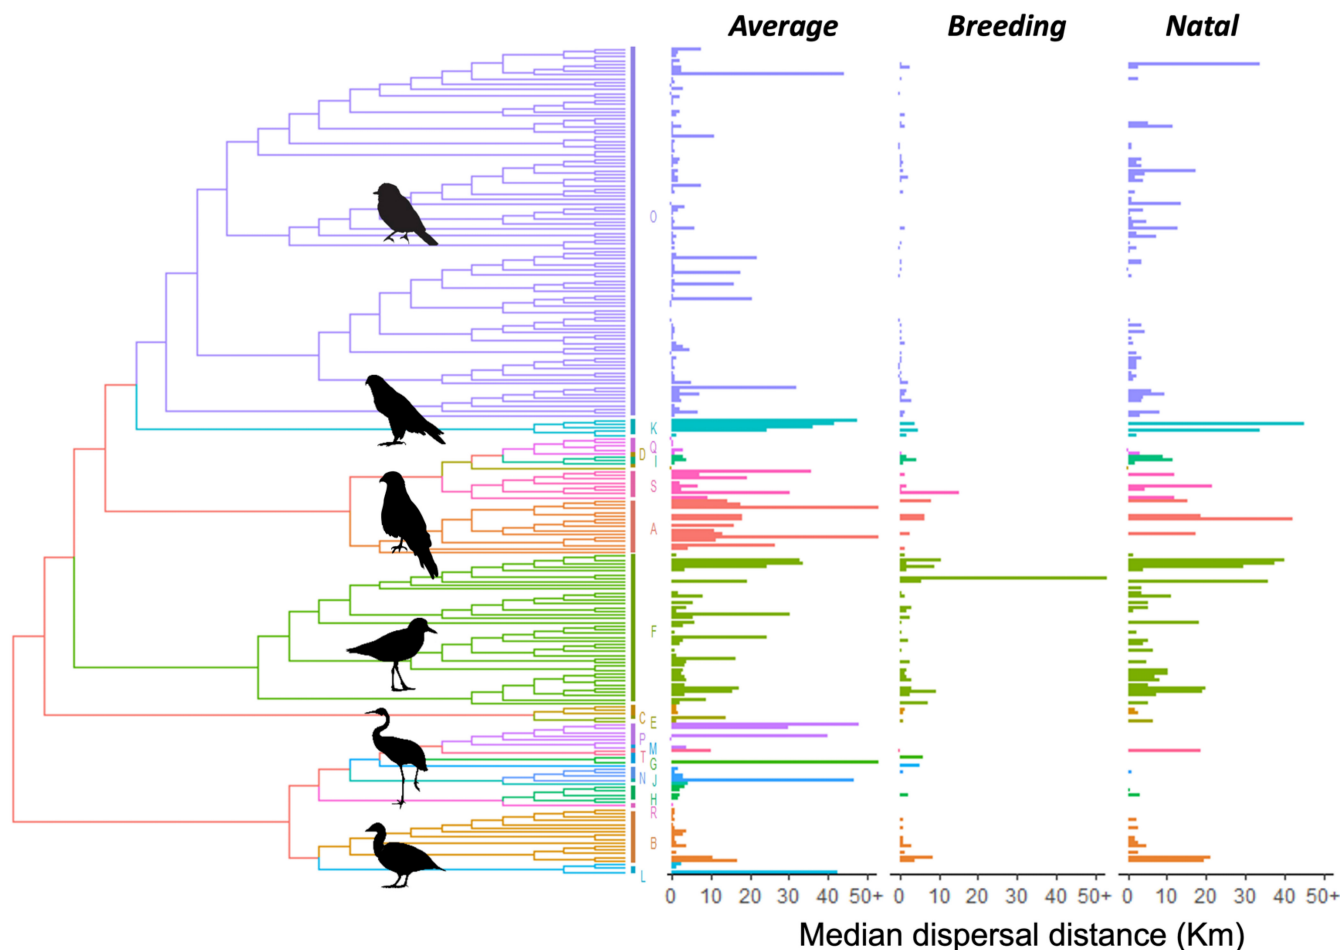 Average Breeding Natal
O
K
Q
D
I
S
A
F
C
E
P
M
T
G
N
J
H
R
B
L
0 10 20 30 40 50+ 0 10 20 30 40 50+ 0 10 20 30 40 50+
Median dispersal distance (Km)